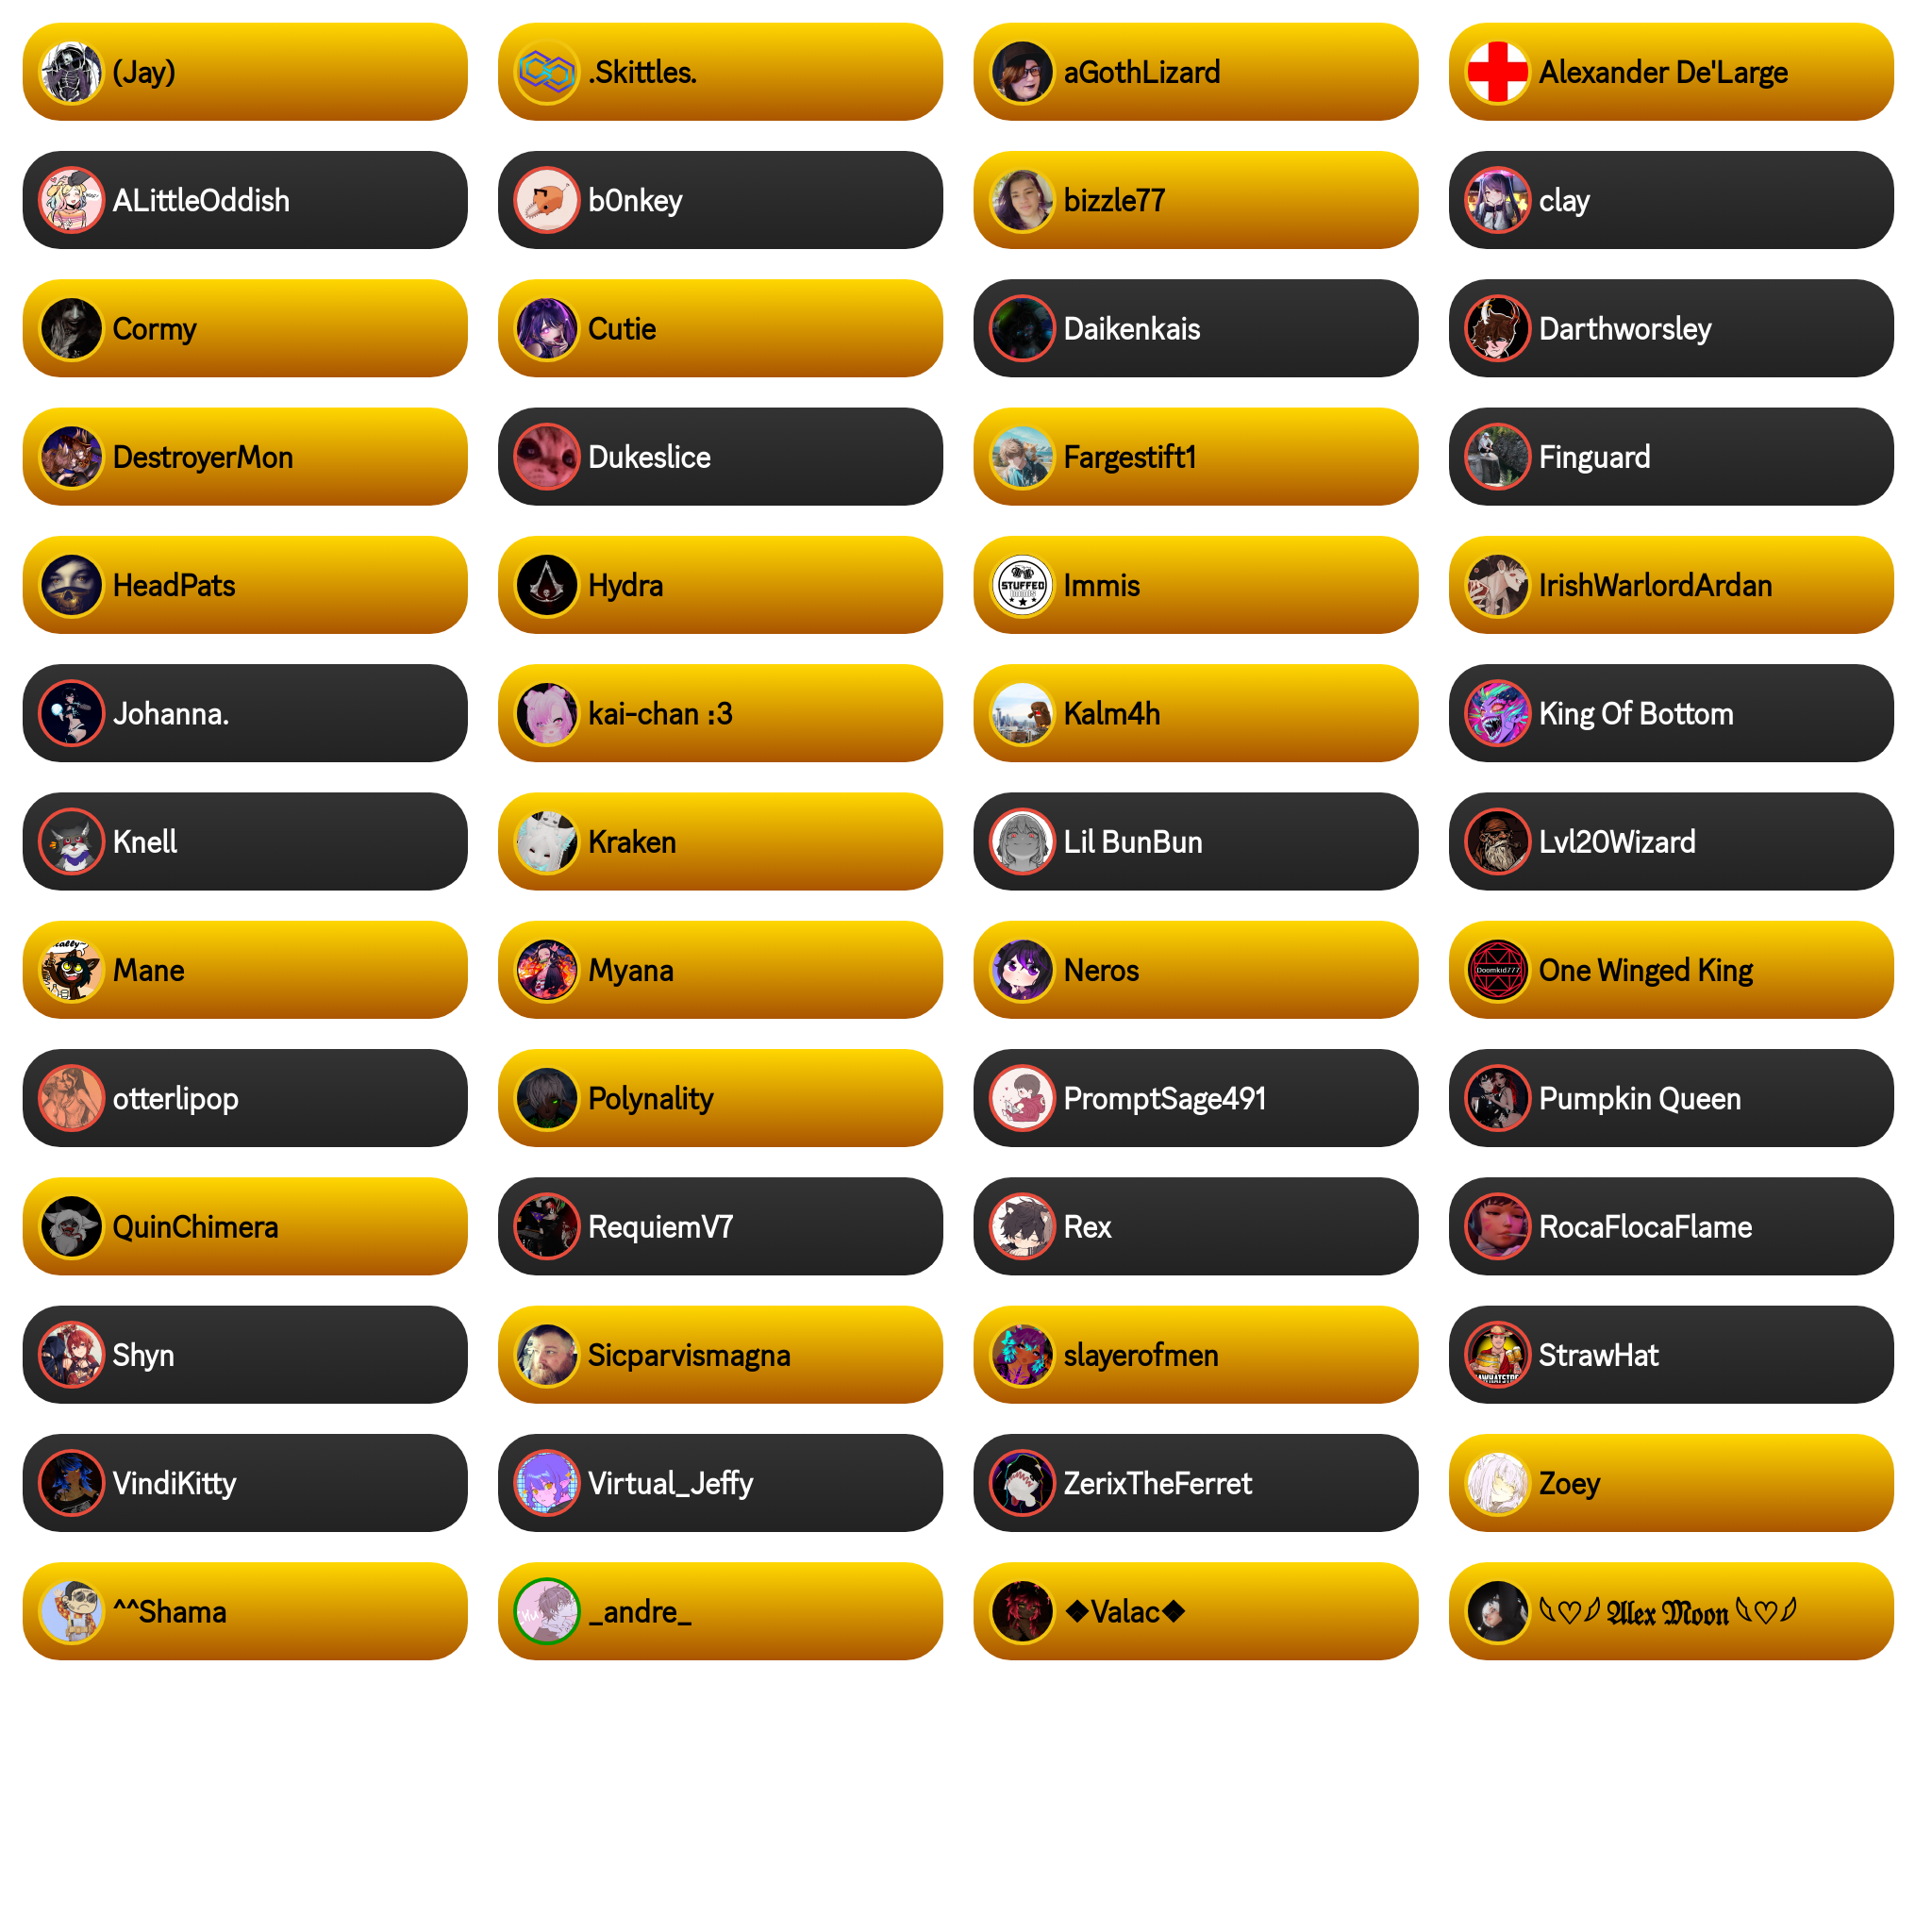 (Jay)
.Skittles.
aGothLizard
Alexander De'Large
ALittleOddish
b0nkey
bizzle77
clay
Cormy
Cutie
Daikenkais
Darthworsley
DestroyerMon
Dukeslice
Fargestift1
Finguard
HeadPats
Hydra
STUFFED
Immis
IrishWarlordArdan
Johanna.
kai-chan :3
Kalm4h
King Of Bottom
Knell
Kraken
Lil BunBun
Lvl20Wizard
Mane
Myana
Neros
Doomkid777
One Winged King
otterlipop
Polynality
PromptSage491
Pumpkin Queen
QuinChimera
RequiemV7
Rex
RocaFlocaFlame
Shyn
Sicparvismagna
slayerofmen
StrawHat
VindiKitty
Virtual_Jeffy
ZerixTheFerret
Zoey
^^Shama
_andre_
❖Valac❖
𓆩♡𓆪 𝕬𝖑𝖊𝖝 𝕸𝖔𝖔𝖓 𓆩♡𓆪